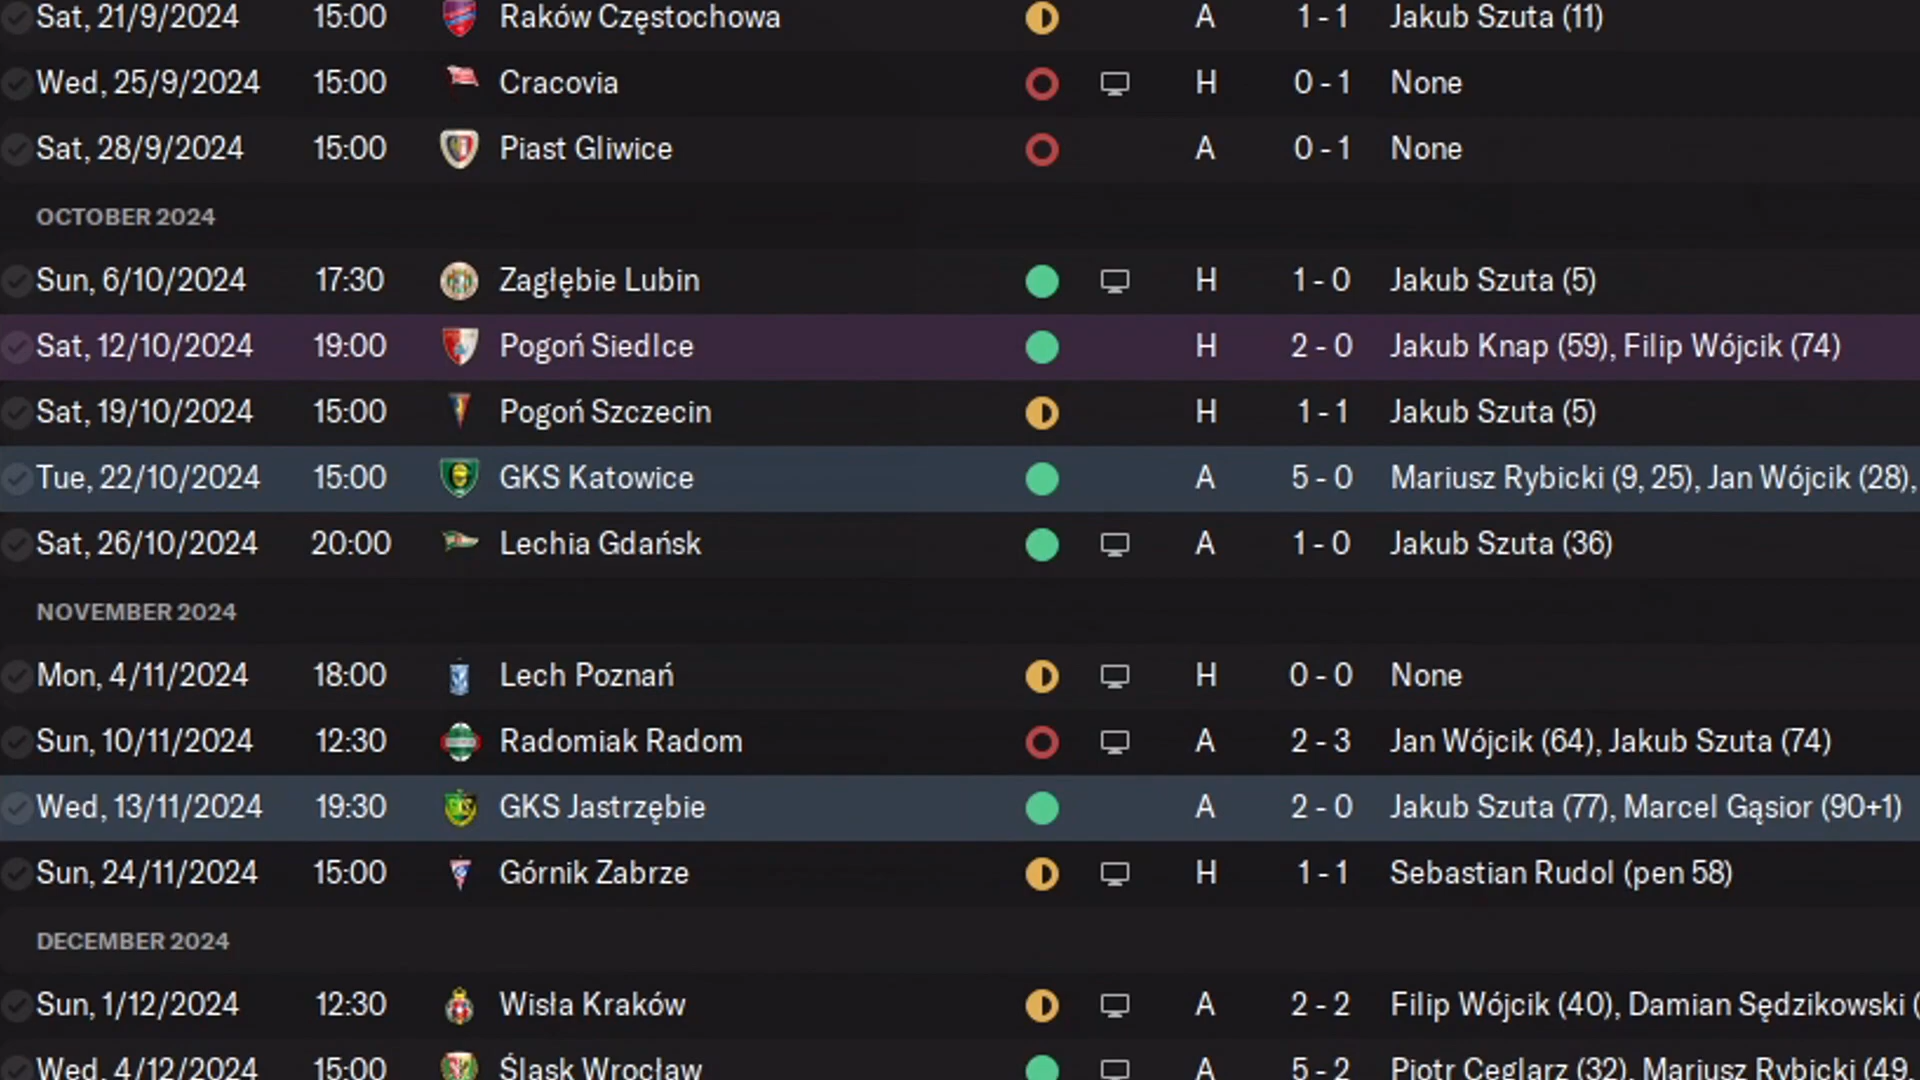 Sat, 21/9/2024 15:00 Raków Częstochowa A 1 - 1 Jakub Szuta (11)
Wed, 25/9/2024 15:00 Cracovia H 0 - 1 None
Sat, 28/9/2024 15:00 Piast Gliwice A 0 - 1 None
OCTOBER 2024
Sun, 6/10/2024 17:30 Zagłębie Lubin H 1 - 0 Jakub Szuta (5)
Sat, 12/10/2024 19:00 Pogoń Siedlce H 2 - 0 Jakub Knap (59), Filip Wójcik (74)
Sat, 19/10/2024 15:00 Pogoń Szczecin H 1 - 1 Jakub Szuta (5)
Tue, 22/10/2024 15:00 GKS Katowice A 5 - 0 Mariusz Rybicki (9, 25), Jan Wójcik (28),
Sat, 26/10/2024 20:00 Lechia Gdańsk A 1 - 0 Jakub Szuta (36)
NOVEMBER 2024
Mon, 4/11/2024 18:00 Lech Poznań H 0 - 0 None
Sun, 10/11/2024 12:30 Radomiak Radom A 2 - 3 Jan Wójcik (64), Jakub Szuta (74)
Wed, 13/11/2024 19:30 GKS Jastrzębie A 2 - 0 Jakub Szuta (77), Marcel Gąsior (90+1)
Sun, 24/11/2024 15:00 Górnik Zabrze H 1 - 1 Sebastian Rudol (pen 58)
DECEMBER 2024
Sun, 1/12/2024 12:30 Wisła Kraków A 2 - 2 Filip Wójcik (40), Damian Sędzikowski (
Wed, 4/12/2024 15:00 Śląsk Wrocław A 5 - 2 Piotr Ceglarz (32), Mariusz Rybicki (49,